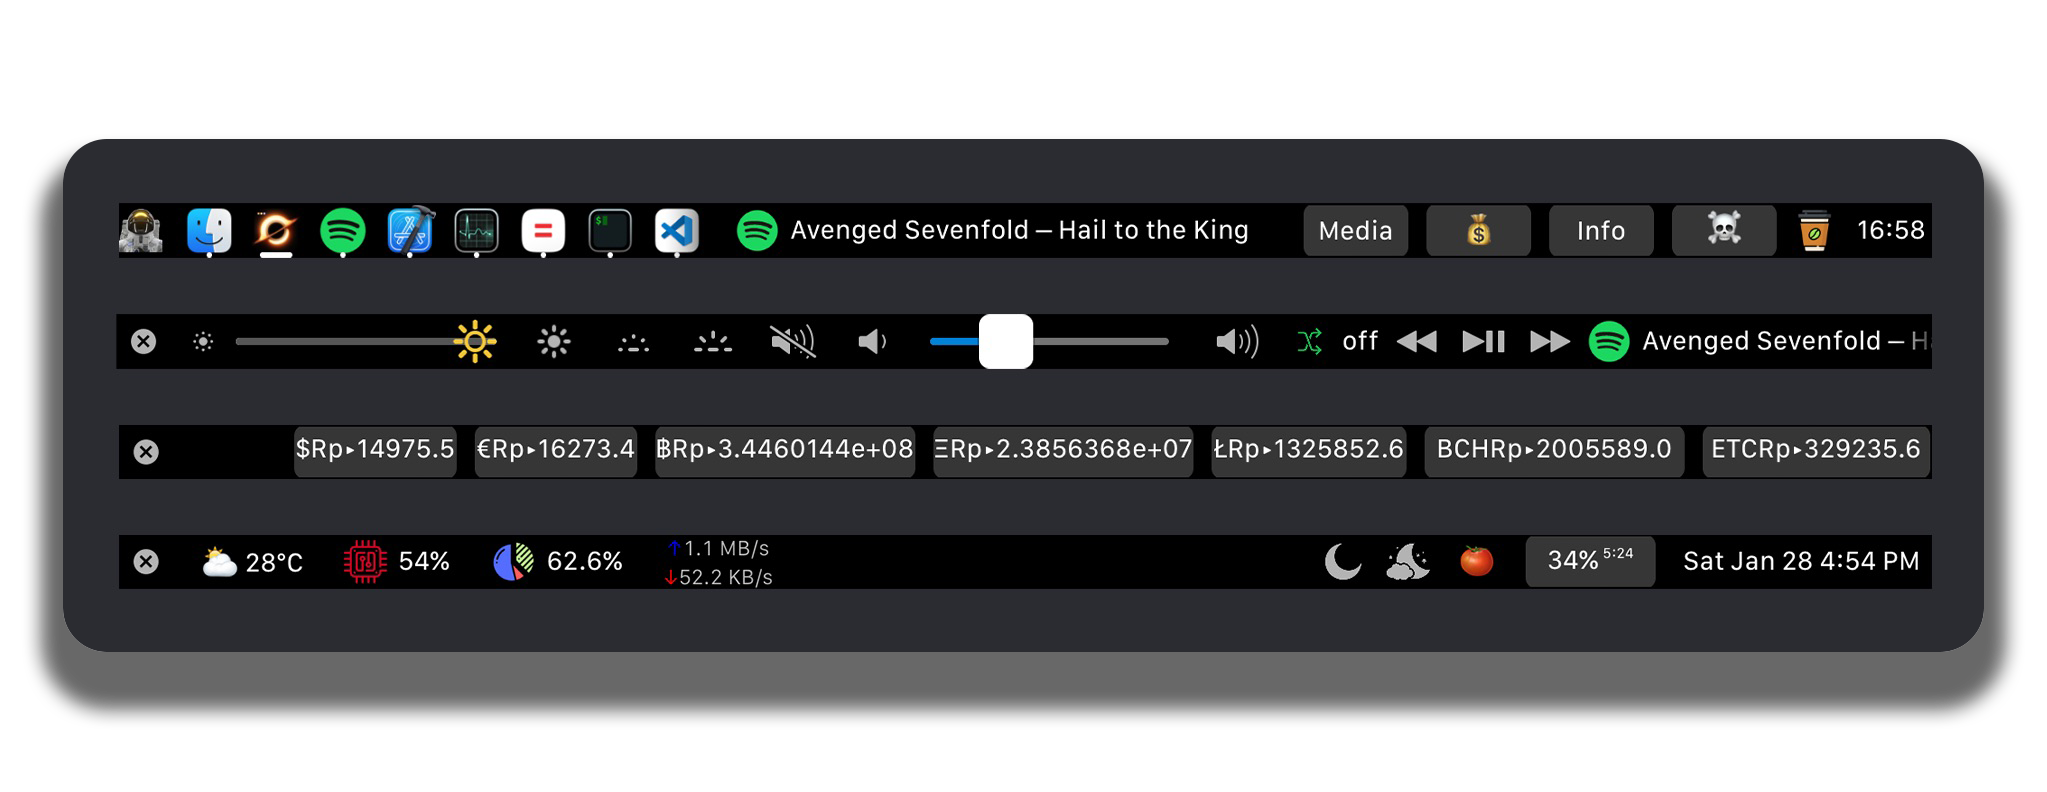 Avenged Sevenfold – Hail to the King Media Info 16:58
off Avenged Sevenfold – H
$Rp▸14975.5 €Rp▸16273.4 ₿Rp▸3.4460144e+08 ΞRp▸2.3856368e+07 ŁRp▸1325852.6 BCHRp▸2005589.0 ETCRp▸329235.6
28°C 54% 62.6% ↑1.1 MB/s
↓52.2 KB/s
34% 5:24 Sat Jan 28 4:54 PM